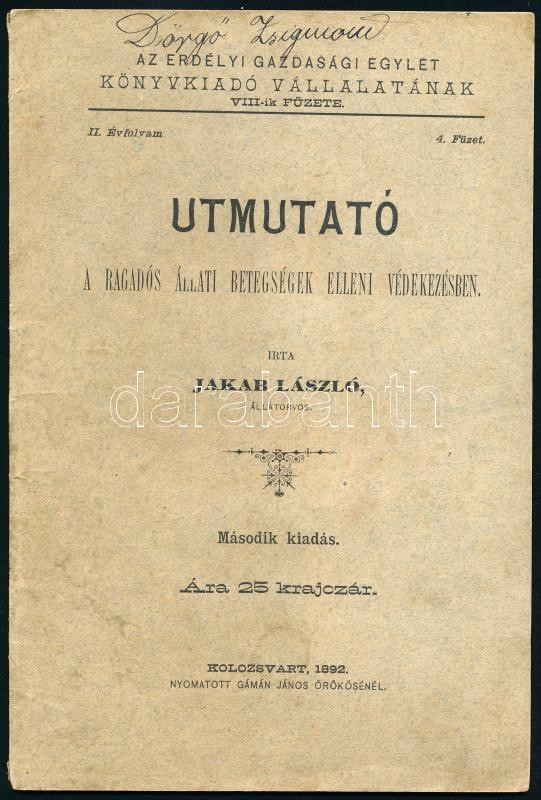 Dörgő Zsigmond
AZ ERDÉLYI GAZDASÁGI EGYLET
KÖNYVKIADÓ VÁLLALATÁNAK
VIII-ik FŰZETE.
II. Évfolyam
4. Füzet.
UTMUTATÓ
A RAGADÓS ÁLLATI BETEGSÉGEK ELLENI VÉDEKEZÉSBEN.
IRTA
JAKAB LÁSZLÓ,
ÁLLATORVOS.
darabanth
Második kiadás.
Ára 25 krajczár.
KOLOZSVART, 1892.
NYOMATOTT GÁMÁN JÁNOS ÖRÖKÖSÉNÉL.